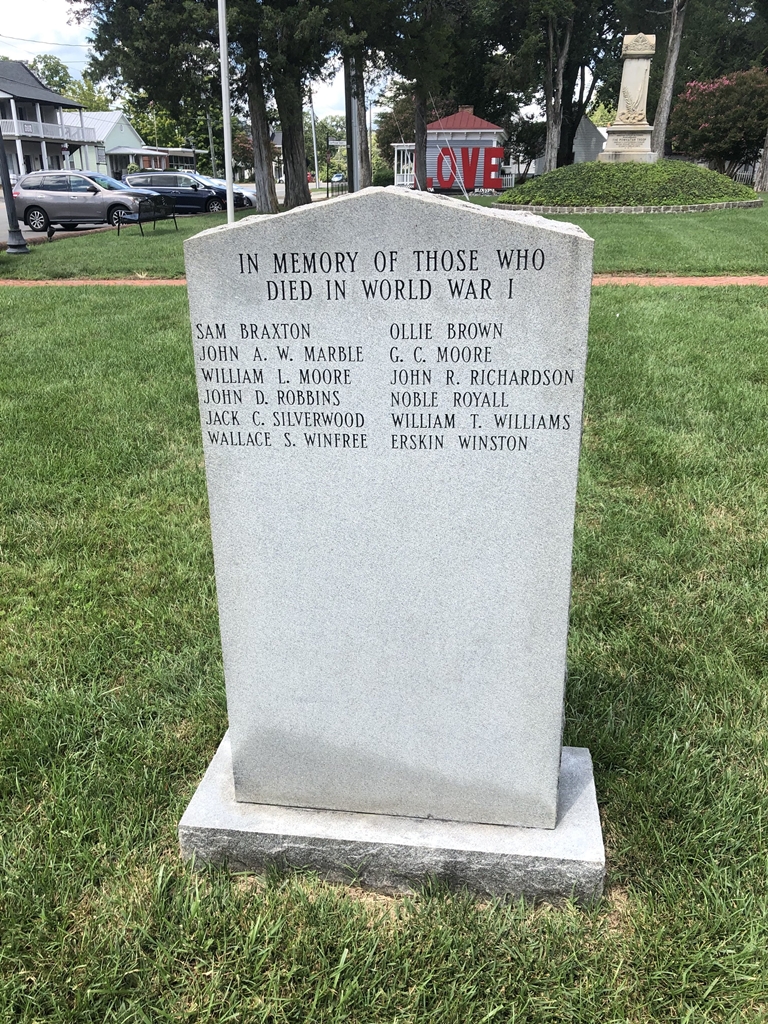 LOVE
IN MEMORY OF THOSE WHO
DIED IN WORLD WAR I
SAM BRAXTON
JOHN A. W. MARBLE
WILLIAM L. MOORE
JOHN D. ROBBINS
JACK C. SILVERWOOD
WALLACE S. WINFREE
OLLIE BROWN
G. C. MOORE
JOHN R. RICHARDSON
NOBLE ROYALL
WILLIAM T. WILLIAMS
ERSKIN WINSTON